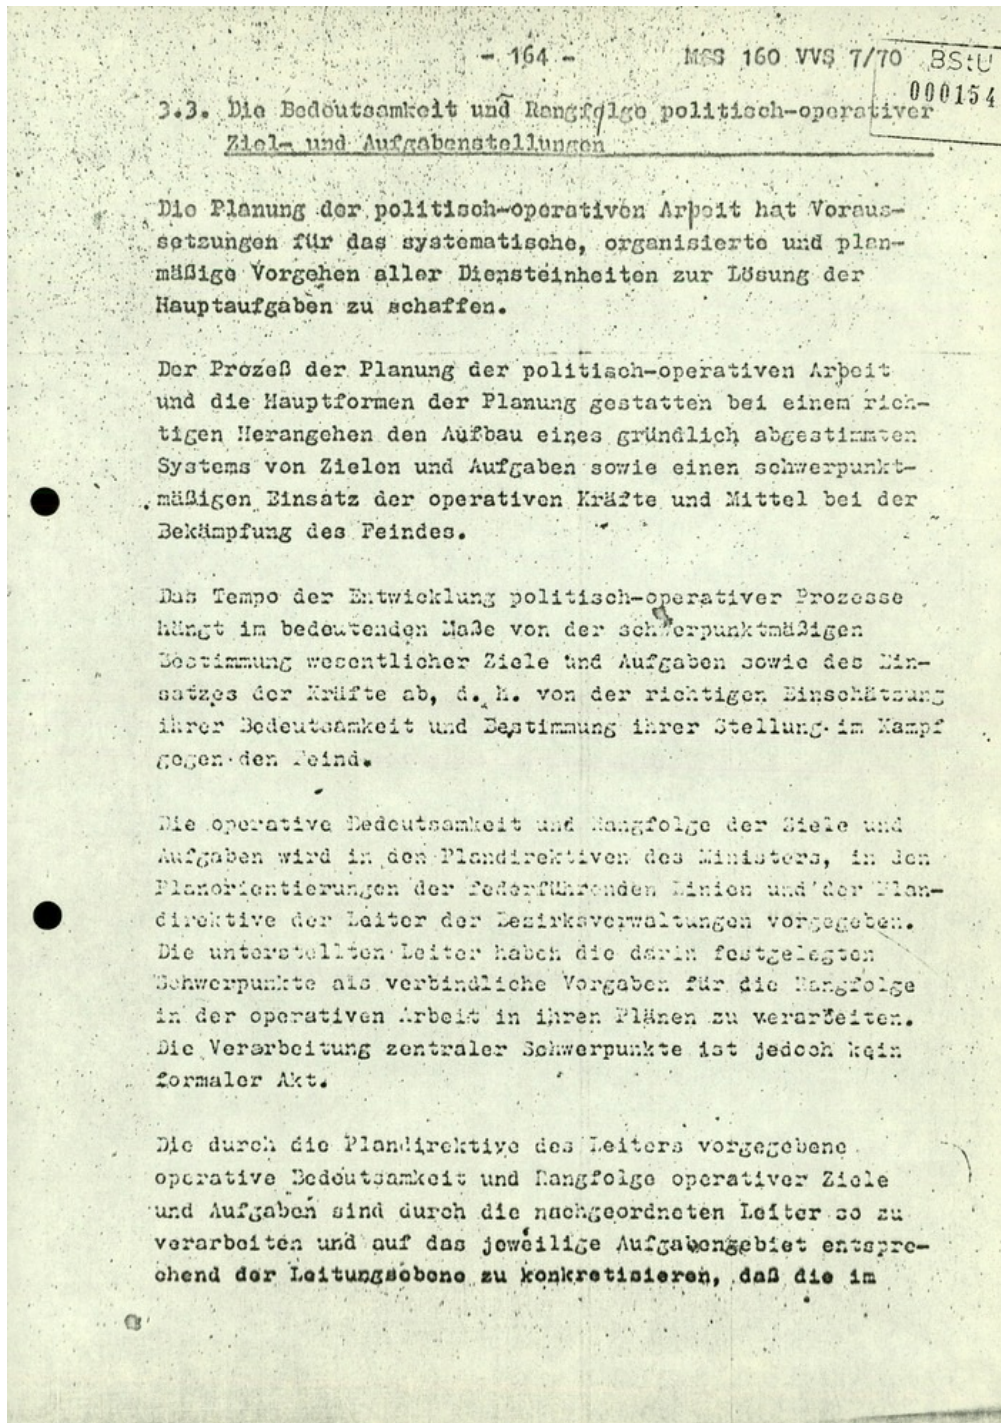 - 164 -
MfS 160 VVS 7/70
BStU
000154
3.3. Die Bedeutsamkeit und Rangfolge politisch-operativer
Ziel- und Aufgabenstellungen
Die Planung der politisch-operativen Arbeit hat Voraus-
setzungen für das systematische, organisierte und plan-
mäßige Vorgehen aller Diensteinheiten zur Lösung der
Hauptaufgaben zu schaffen.
Der Prozeß der Planung der politisch-operativen Arbeit
und die Hauptformen der Planung gestatten bei einem rich-
tigen Herangehen den Aufbau eines gründlich abgestimmten
Systems von Zielen und Aufgaben sowie einen schwerpunkt-
mäßigen Einsatz der operativen Kräfte und Mittel bei der
Bekämpfung des Feindes.
Das Tempo der Entwicklung politisch-operativer Prozesse
hängt im bedeutenden Maße von der schwerpunktmäßigen
Bestimmung wesentlicher Ziele und Aufgaben sowie des Ein-
satzes der Kräfte ab, d. h. von der richtigen Einschätzung
ihrer Bedeutsamkeit und Bestimmung ihrer Stellung im Kampf
gegen den Feind.
Die operative Bedeutsamkeit und Rangfolge der Ziele und
Aufgaben wird in den Plandirektiven des Ministers, in den
Planorientierungen der federführenden Linien und der Plan-
direktive der Leiter der Bezirksverwaltungen vorgegeben.
Die unterstellten Leiter haben die darin festgelegten
Schwerpunkte als verbindliche Vorgaben für die Rangfolge
in der operativen Arbeit in ihren Plänen zu verarbeiten.
Die Verarbeitung zentraler Schwerpunkte ist jedoch kein
formaler Akt.
Die durch die Plandirektive des Leiters vorgegebene
operative Bedeutsamkeit und Rangfolge operativer Ziele
und Aufgaben sind durch die nachgeordneten Leiter so zu
verarbeiten und auf das jeweilige Aufgabengebiet entspre-
chend der Leitungsebene zu konkretisieren, daß die im